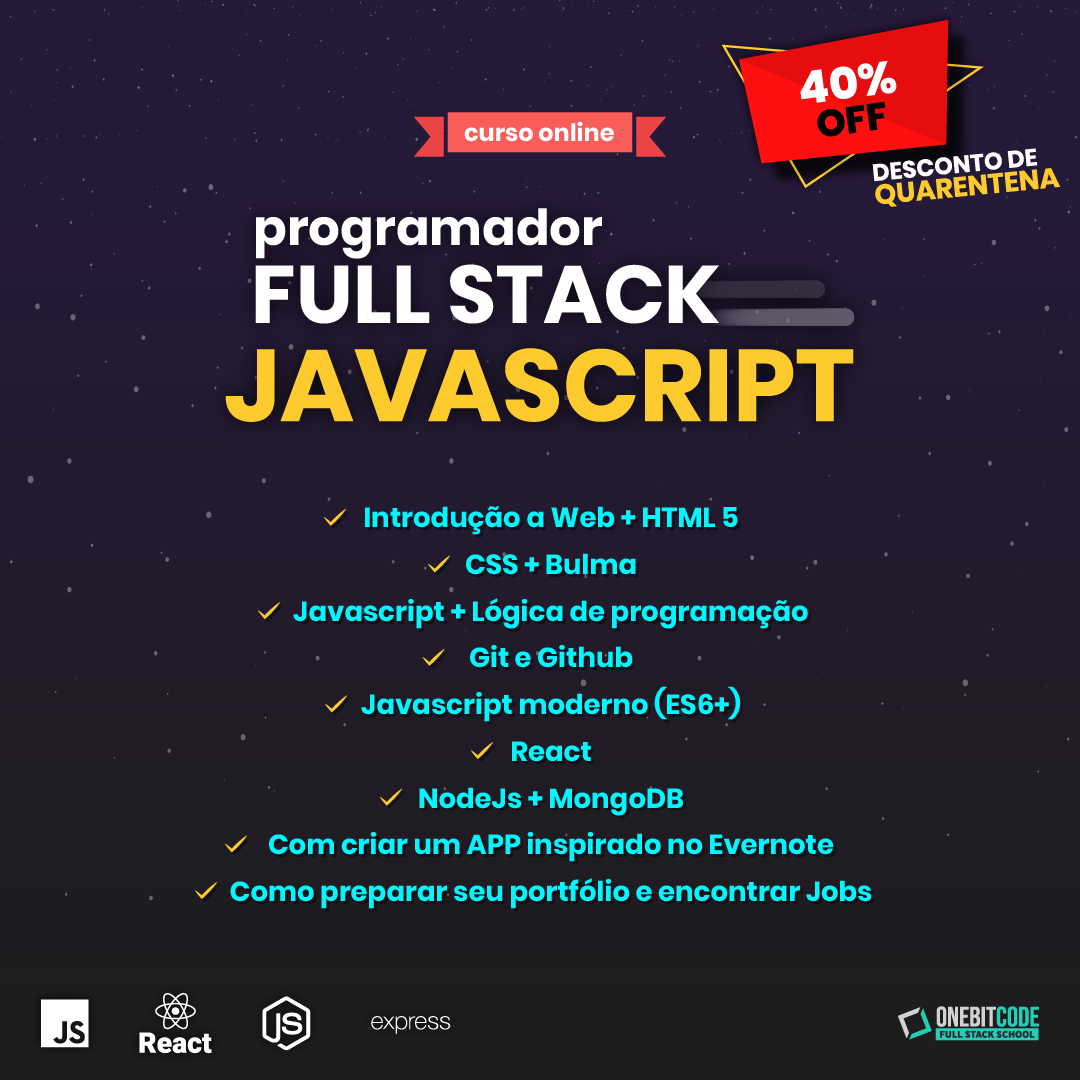 40%
OFF
DESCONTO DE
QUARENTENA
curso online
programador
FULL STACK
JAVASCRIPT
Introdução a Web + HTML 5
CSS + Bulma
Javascript + Lógica de programação
Git e Github
Javascript moderno (ES6+)
React
NodeJs + MongoDB
Com criar um APP inspirado no Evernote
Como preparar seu portfólio e encontrar Jobs
JS
React
JS
express
ONEBITCODE
FULL STACK SCHOOL